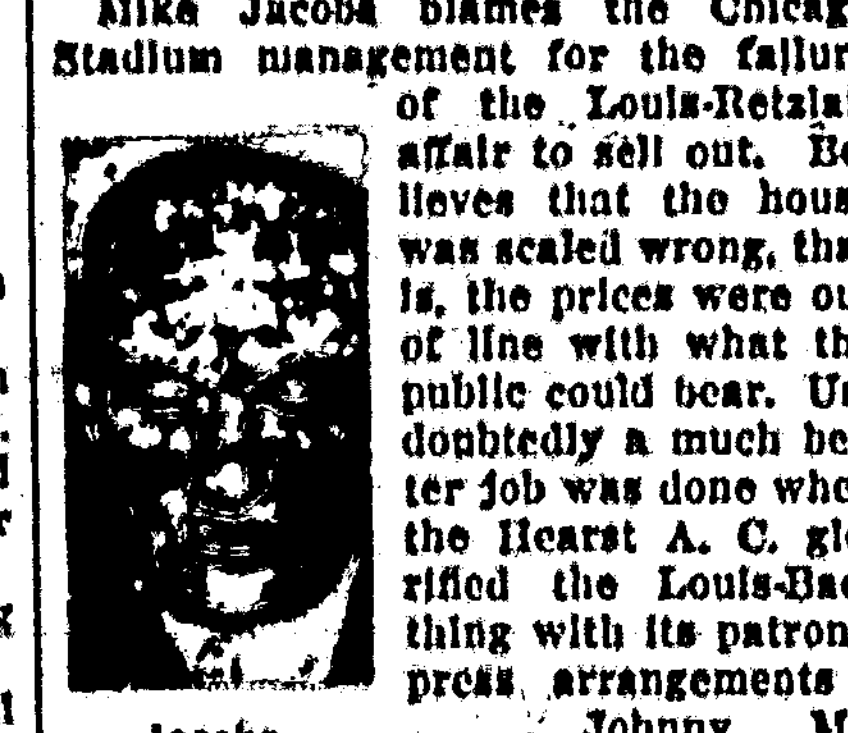 Mike Jacobs blames the Chicag
Stadium management for the failur
of the Louis-Retzla
affair to sell out. Be
lieves that the hous
was scaled wrong, tha
is, the prices were ou
of line with what th
public could bear. Un
doubtedly a much be
ter job was done whe
the Hearst A. C. glo
rified the Louis-Bae
thing with its patron
press arrangements
Johnny M
Jacobs